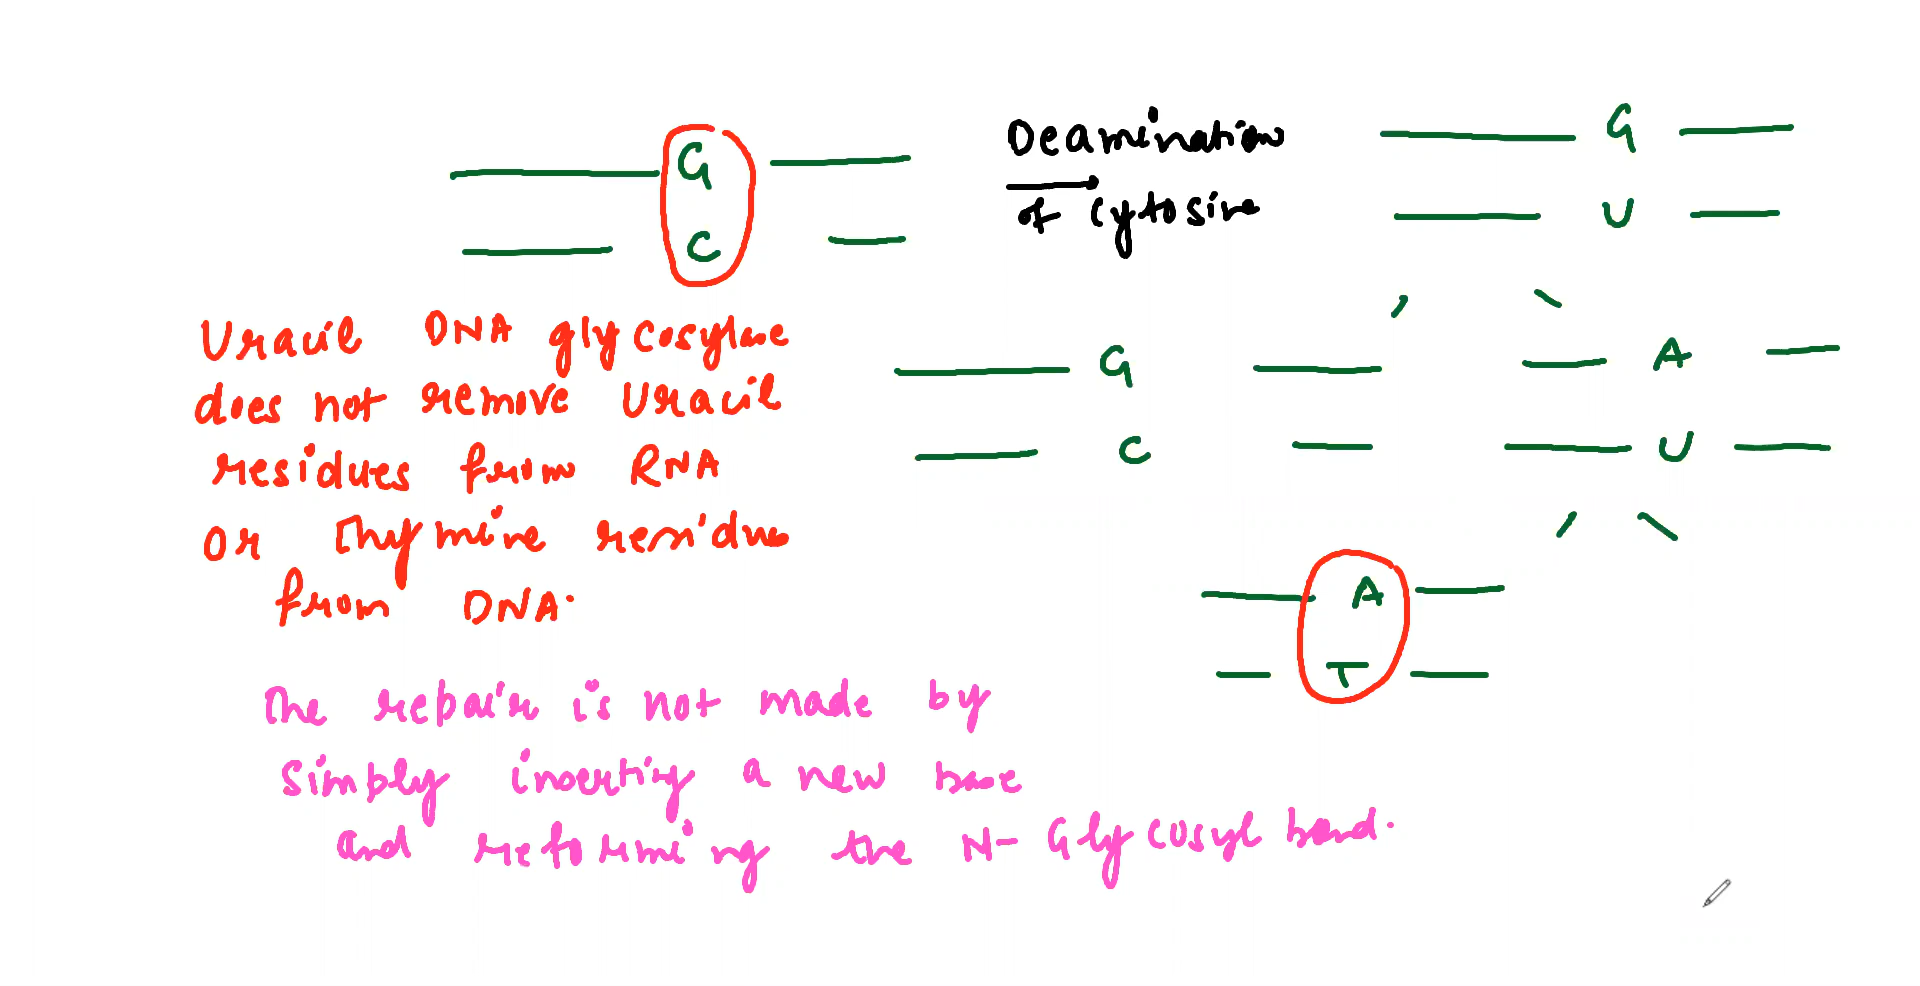 G
C
Deamination
of Cytosine
G
U
Uracil DNA glycosylase
does not remove Uracil
residues from RNA
or Thymine residues
from DNA.
G
C
A
U
A
T
The repair is not made by
simply inserting a new base
and reforming the N-Glycosyl bond.